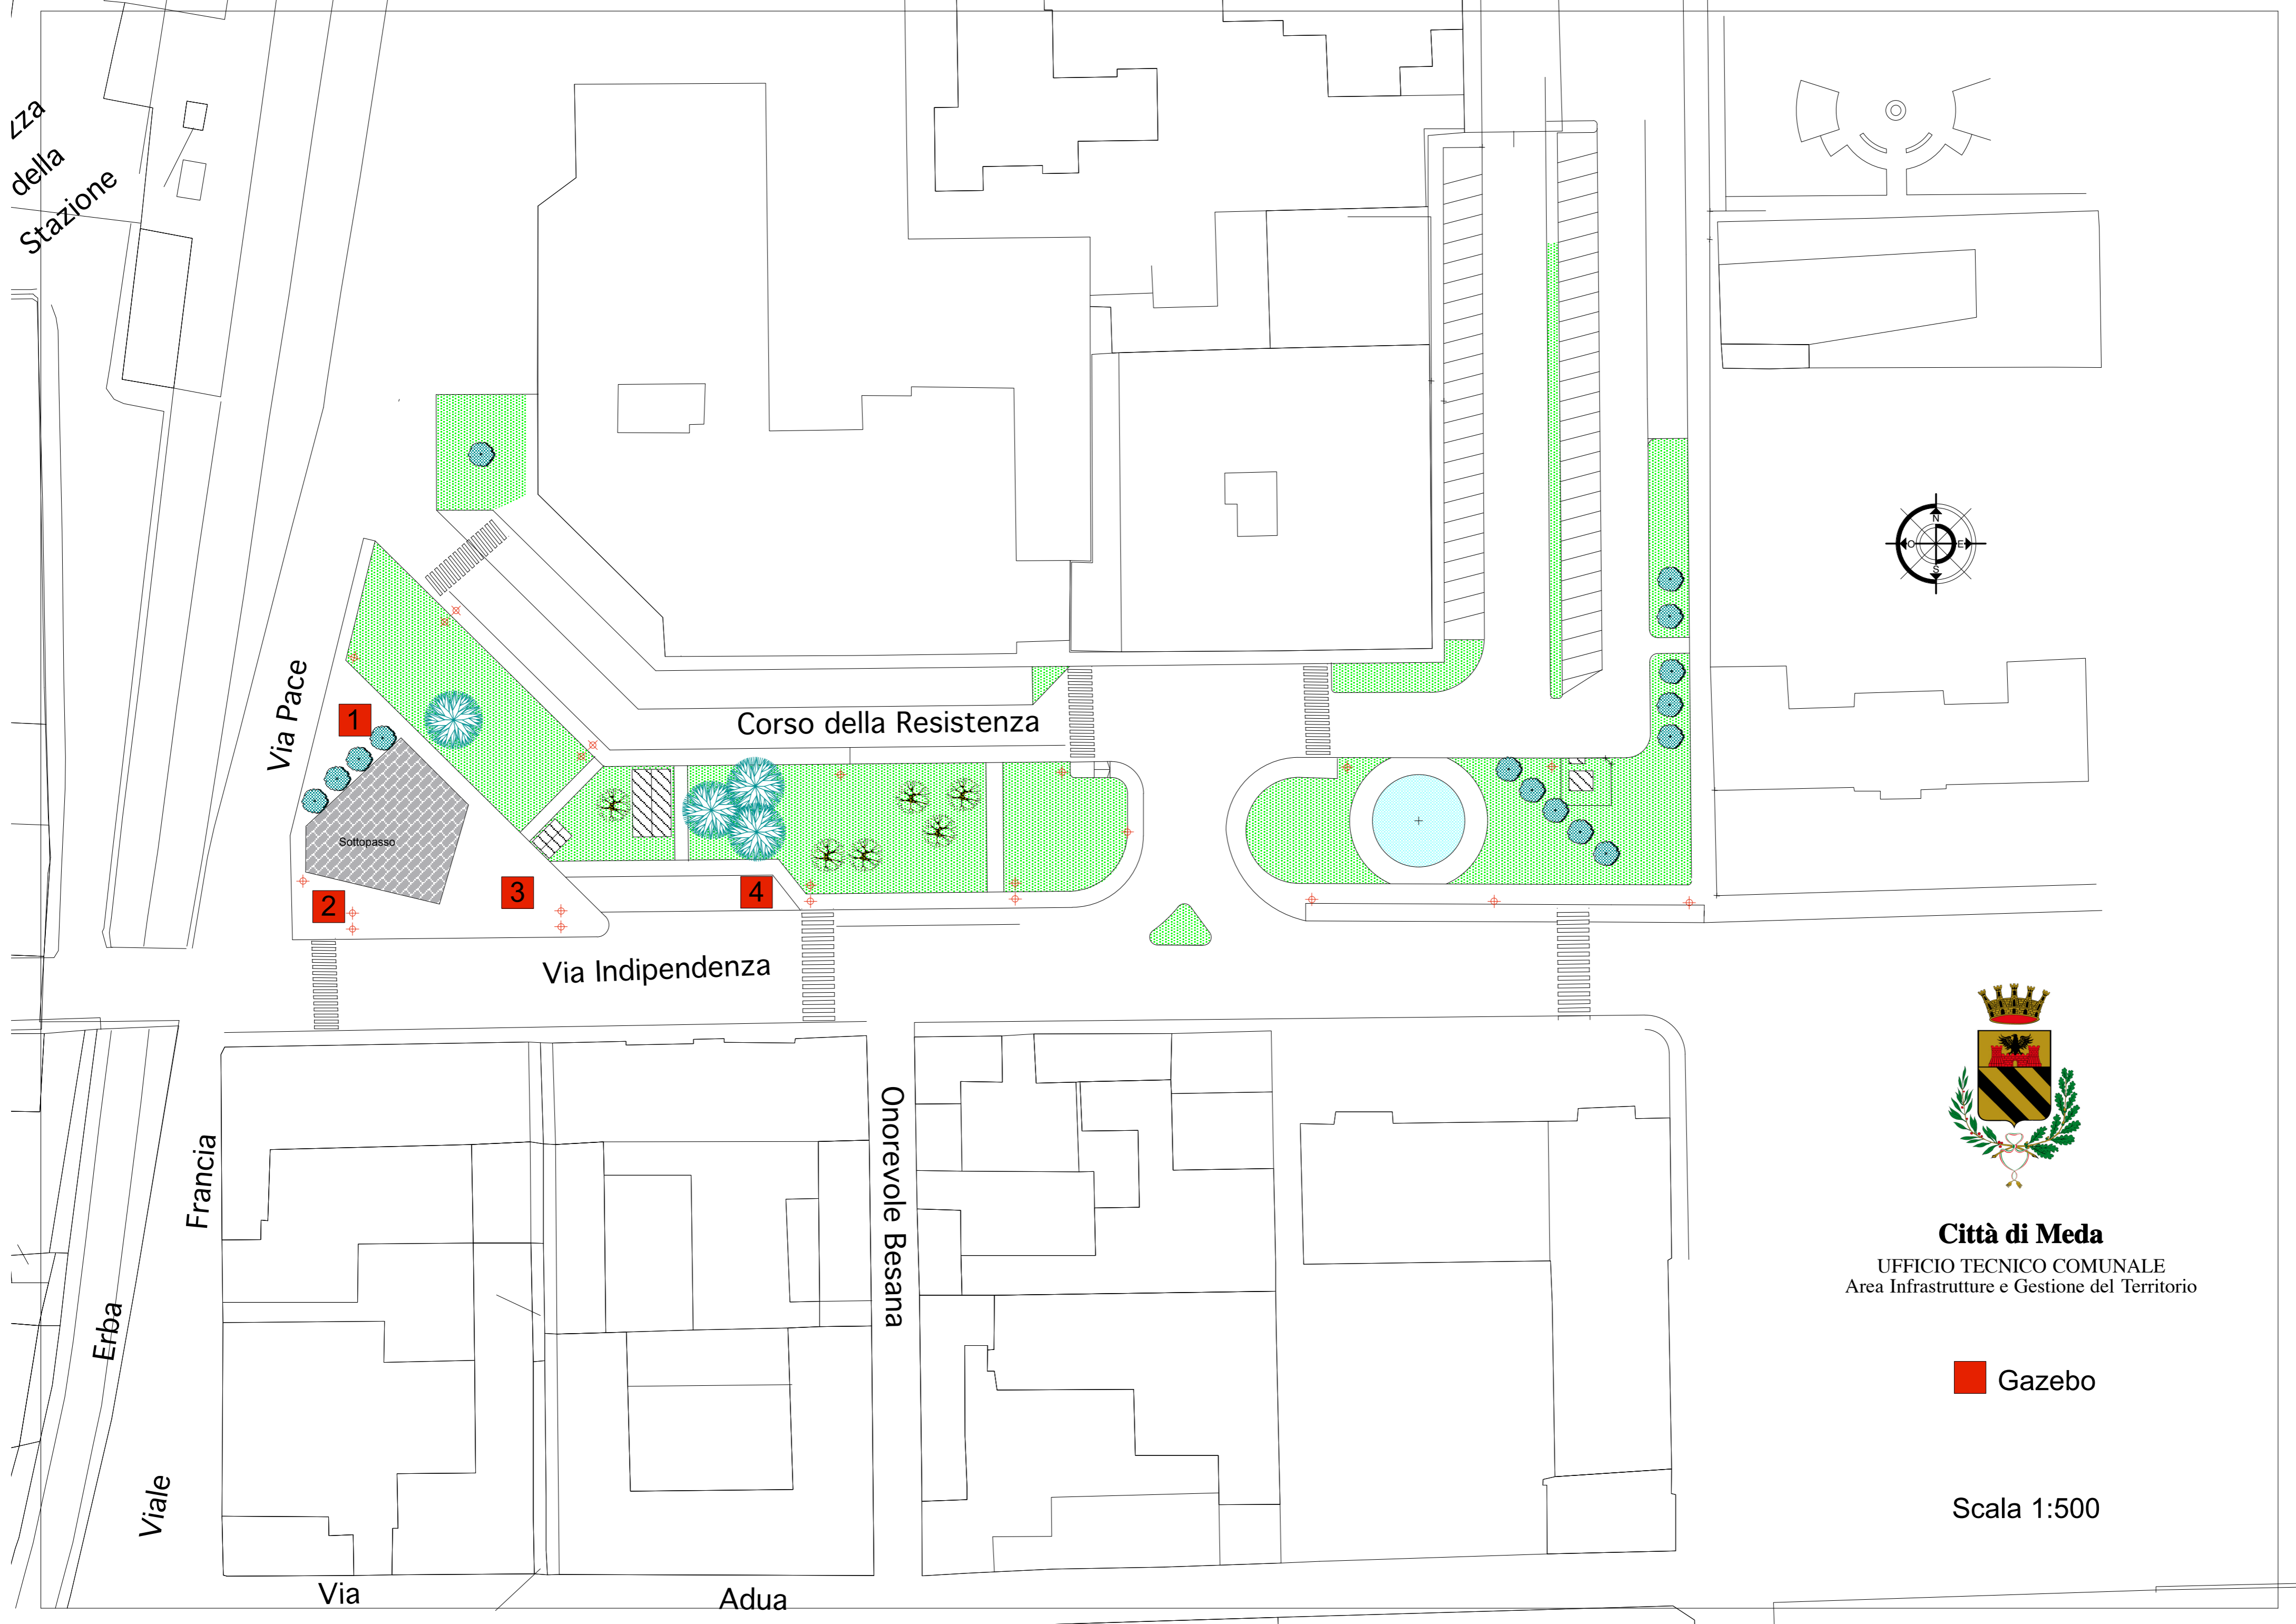 zza
della
Stazione
Via Pace
1
2
3
4
Sottopasso
Corso della Resistenza
Via Indipendenza
Francia
Erba
Viale
Onorevole Besana
Via
Adua
N
O
E
S
Città di Meda
UFFICIO TECNICO COMUNALE
Area Infrastrutture e Gestione del Territorio
Gazebo
Scala 1:500